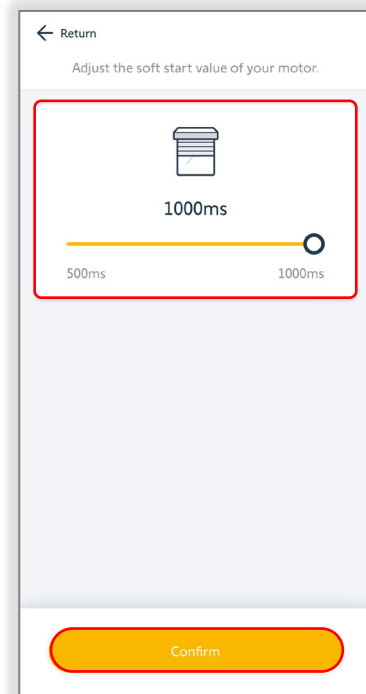 Return
Adjust the soft start value of your motor.
1000ms
500ms 1000ms
Confirm